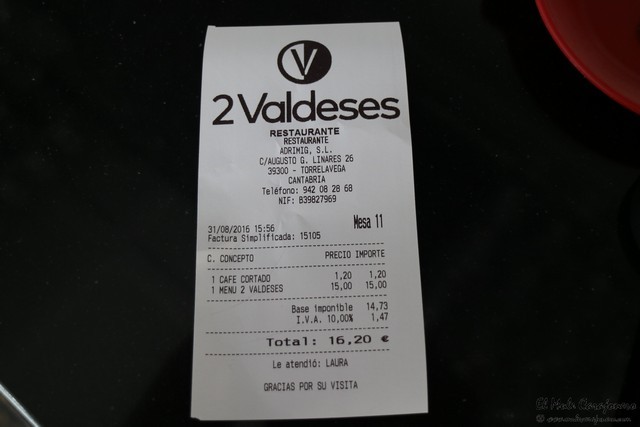 V
2 Valdeses
RESTAURANTE
RESTAURANTE
ADRIMIG, S.L.
C/AUGUSTO G. LINARES 26
39300 - TORRELAVEGA
CANTABRIA
Teléfono: 942 08 28 68
NIF: B39827969
31/08/2016 15:56 Mesa 11
Factura Simplificada: 15105
C. CONCEPTO PRECIO IMPORTE
1 CAFE CORTADO 1,20 1,20
1 MENU 2 VALDESES 15,00 15,00
Base imponible 14,73
I.V.A. 10,00% 1,47
Total: 16,20 €
Le atendió: LAURA
GRACIAS POR SU VISITA